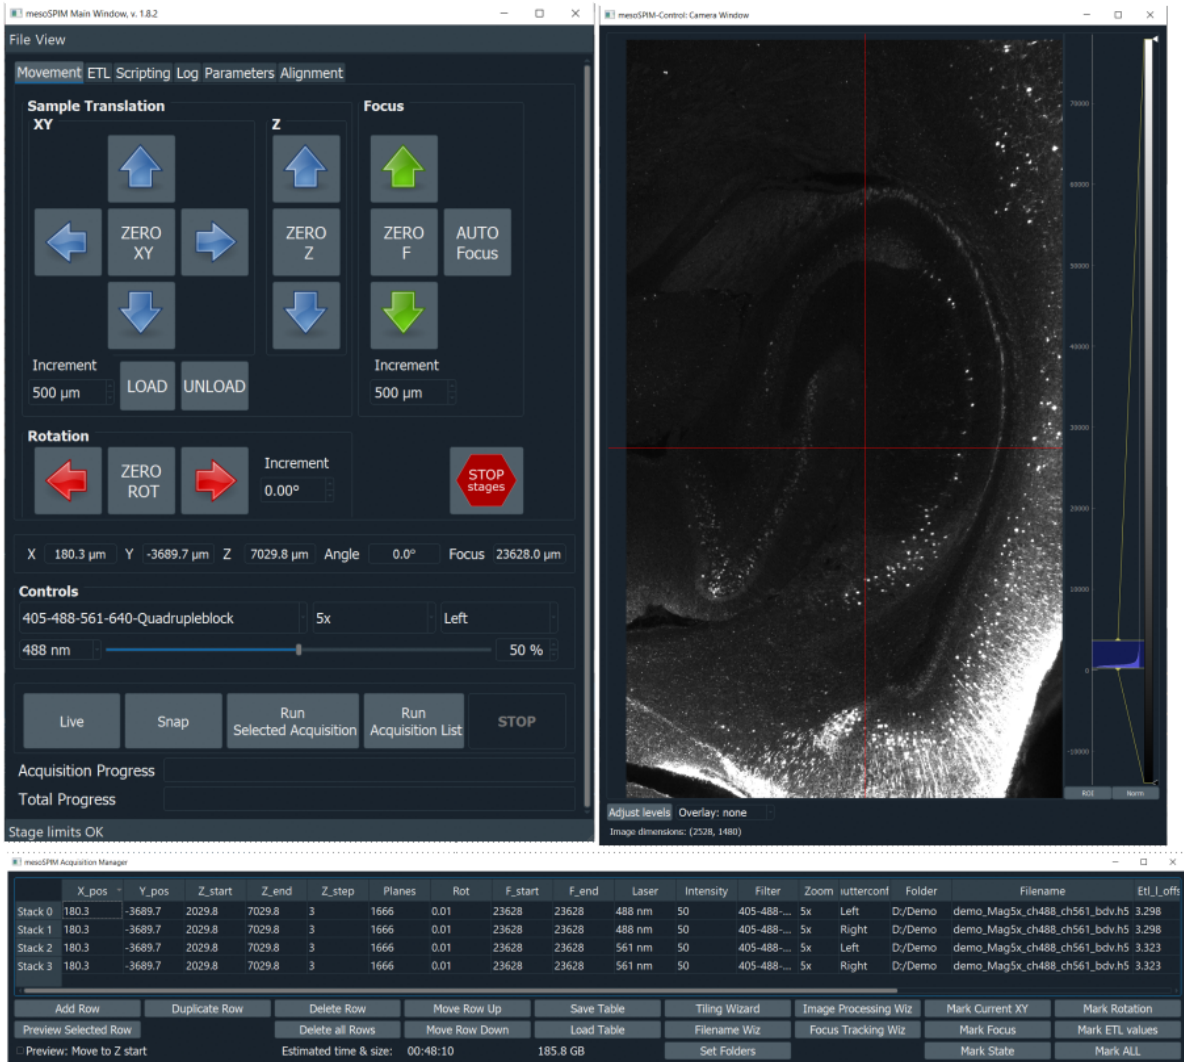 mesoSPIM Main Window, v. 1.8.2
File View
Movement ETL Scripting Log Parameters Alignment
Sample Translation
Focus
XY
Z
ZERO XY
ZERO Z
ZERO F
AUTO Focus
Increment
500 µm
LOAD
UNLOAD
Increment
500 µm
Rotation
ZERO ROT
Increment
0.00°
STOP stages
X 180.3 µm Y -3689.7 µm Z 7029.8 µm Angle 0.0° Focus 23628.0 µm
Controls
405-488-561-640-Quadrupleblock 5x Left
488 nm 50 %
Live
Snap
Run Selected Acquisition
Run Acquisition List
STOP
Acquisition Progress
Total Progress
Stage limits OK
mesoSPIM-Control: Camera Window
70000
60000
50000
40000
30000
20000
10000
0
-10000
ROI Norm
Adjust levels Overlay: none
Image dimensions: (2528, 1480)
mesoSPIM Acquisition Manager
X_pos Y_pos Z_start Z_end Z_step Planes Rot F_start F_end Laser Intensity Filter Zoom utterconf Folder Filename Etl_l_offs
Stack 0 180.3 -3689.7 2029.8 7029.8 3 1666 0.01 23628 23628 488 nm 50 405-488-... 5x Left D:/Demo demo_Mag5x_ch488_ch561_bdv.h5 3.298
Stack 1 180.3 -3689.7 2029.8 7029.8 3 1666 0.01 23628 23628 488 nm 50 405-488-... 5x Right D:/Demo demo_Mag5x_ch488_ch561_bdv.h5 3.298
Stack 2 180.3 -3689.7 2029.8 7029.8 3 1666 0.01 23628 23628 561 nm 50 405-488-... 5x Left D:/Demo demo_Mag5x_ch488_ch561_bdv.h5 3.323
Stack 3 180.3 -3689.7 2029.8 7029.8 3 1666 0.01 23628 23628 561 nm 50 405-488-... 5x Right D:/Demo demo_Mag5x_ch488_ch561_bdv.h5 3.323
Add Row Duplicate Row Delete Row Move Row Up Save Table Tiling Wizard Image Processing Wiz Mark Current XY Mark Rotation
Preview Selected Row Delete all Rows Move Row Down Load Table Filename Wiz Focus Tracking Wiz Mark Focus Mark ETL values
Preview: Move to Z start Estimated time & size: 00:48:10 185.8 GB Set Folders Mark State Mark ALL